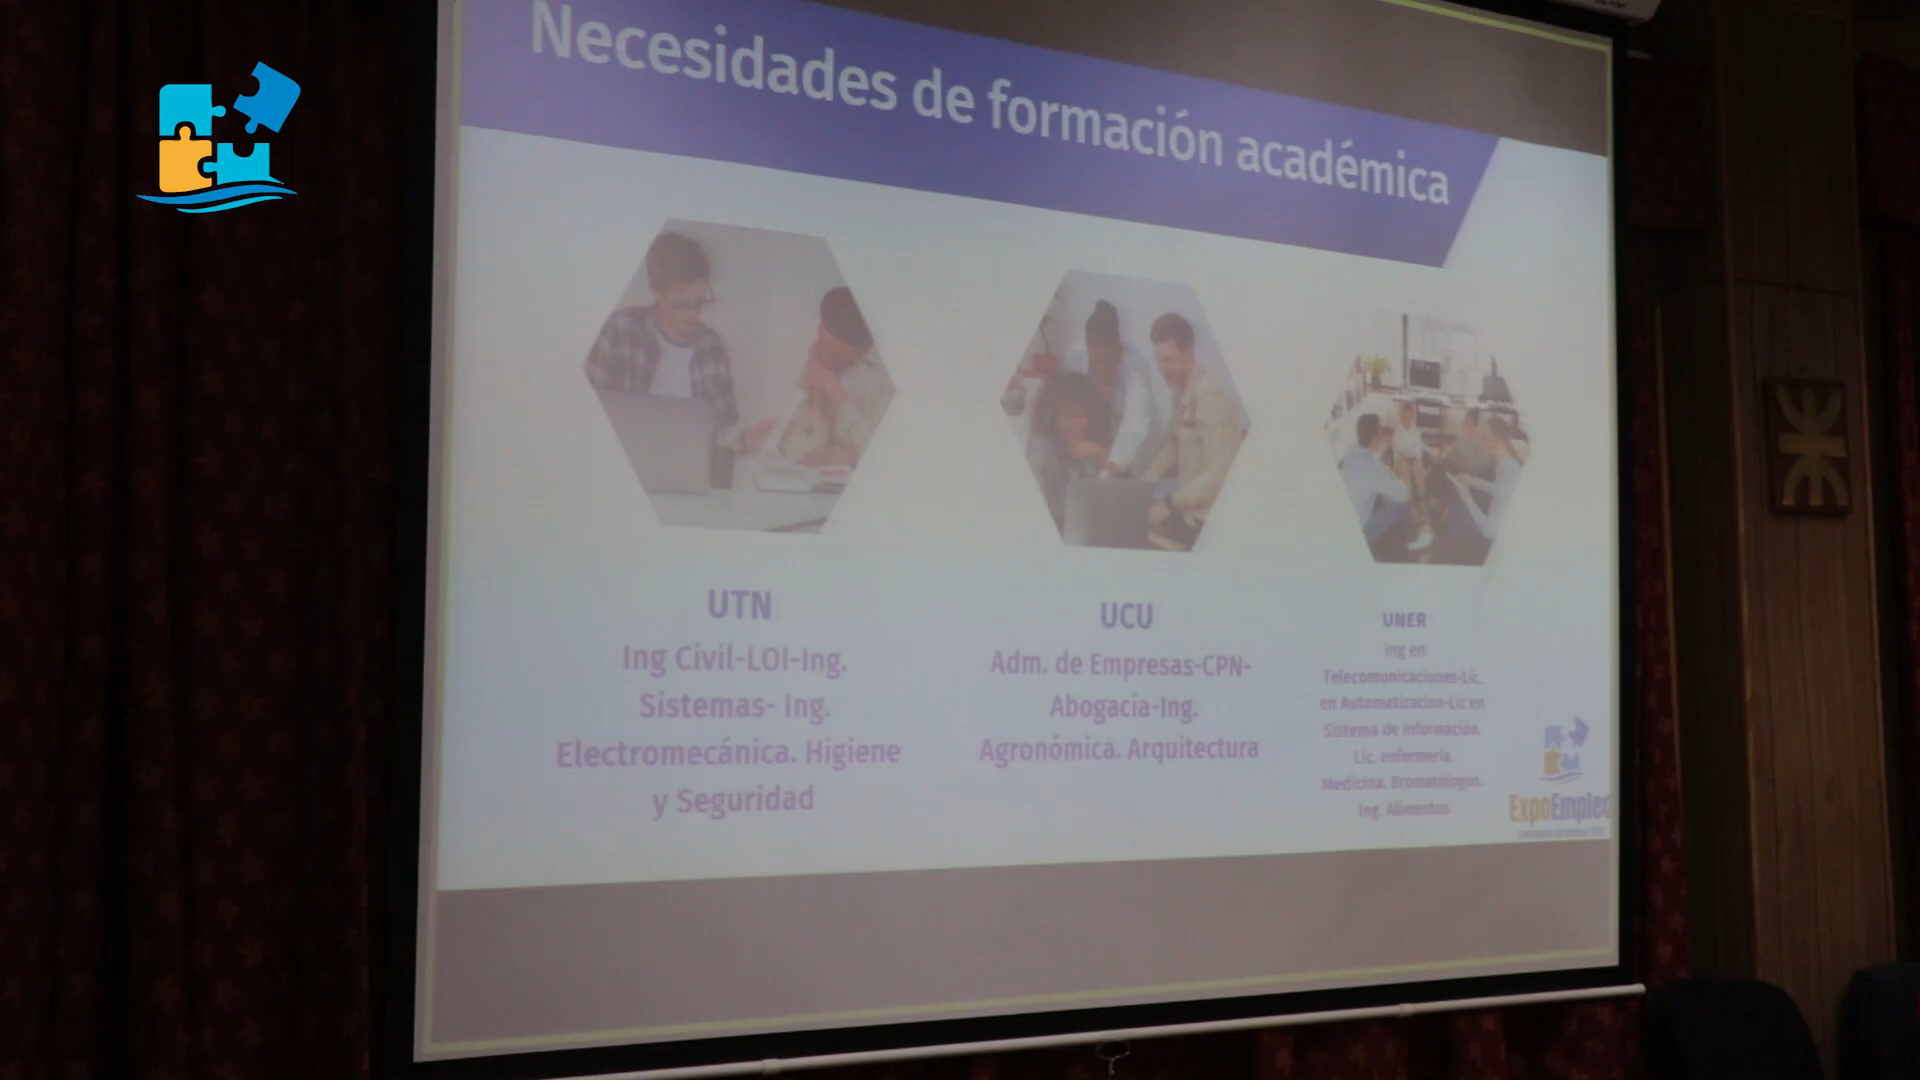 Necesidades de formación académica
UTN
Ing Civil-LOI-Ing.
Sistemas- Ing.
Electromecánica. Higiene
y Seguridad
UCU
Adm. de Empresas-CPN-
Abogacía-Ing.
Agronómica. Arquitectura
UNER
Ing en
Telecomunicaciones-Lic.
en Automatizacion-Lic en
Sistema de información.
Lic. enfermeria.
Medicina. Bromatologos.
Ing. Alimentos
ExpoEmpleo